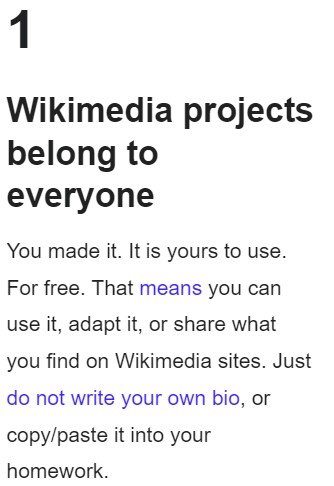 1
Wikimedia projects
belong to
everyone
You made it. It is yours to use.
For free. That means you can
use it, adapt it, or share what
you find on Wikimedia sites. Just
do not write your own bio, or
copy/paste it into your
homework.